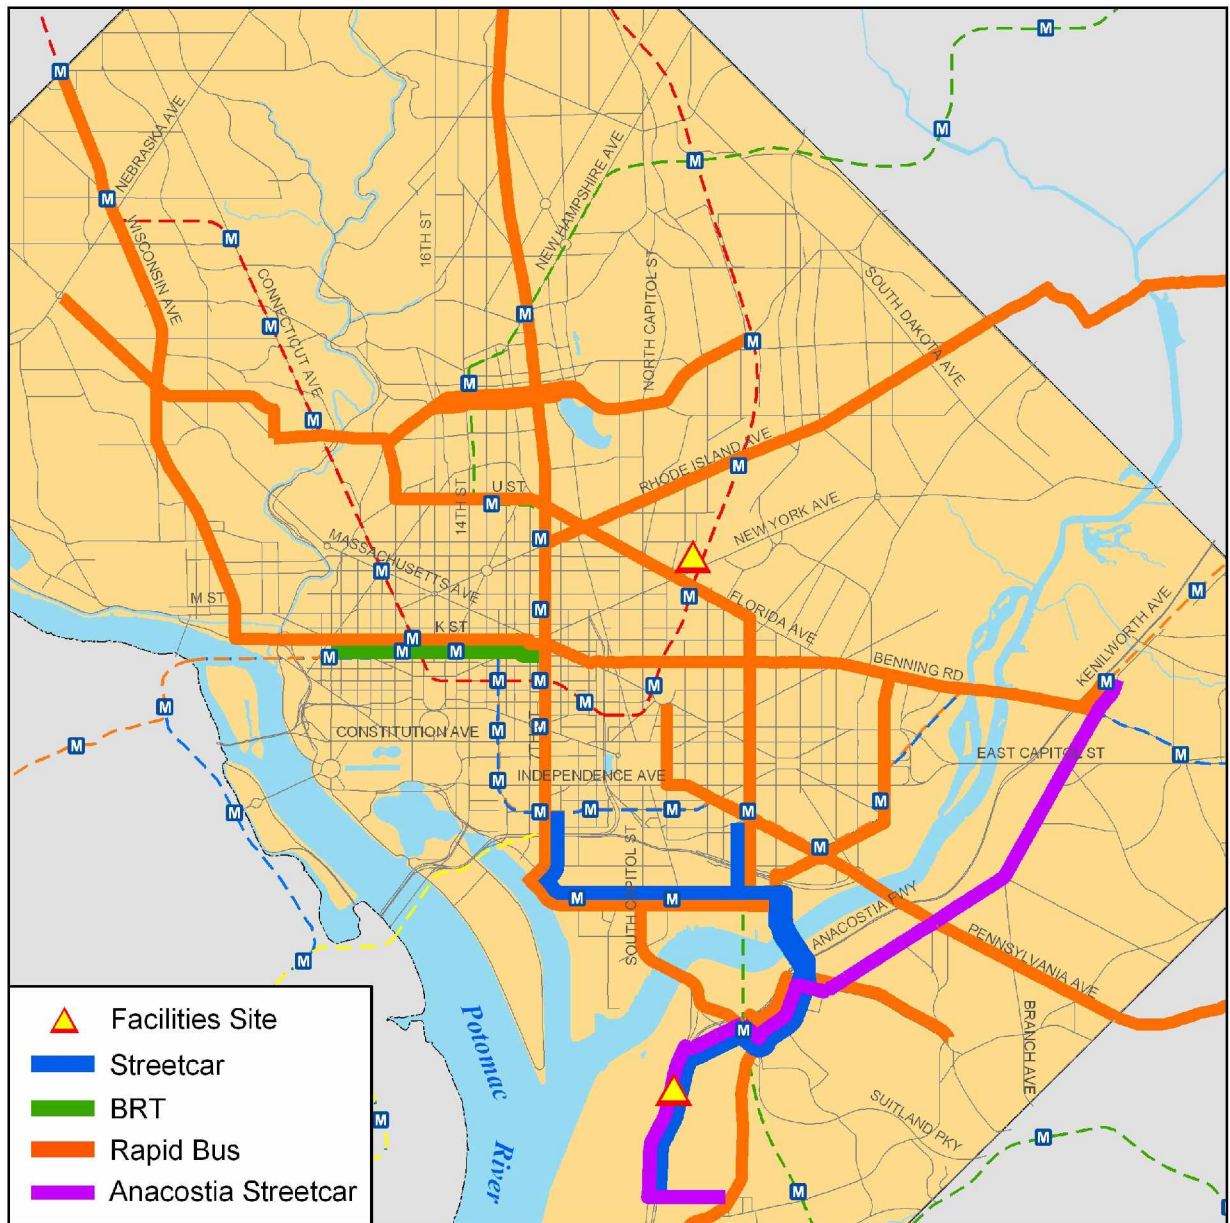 M
M
M
NEBRASKA AVE
M
NEW HAMPSHIRE AVE
M
WISCONSIN AVE
M
16TH ST
NORTH CAPITOL ST
CONNECTICUT AVE
SOUTH DAKOTA AVE
M
M
M
M
M
RHODE ISLAND AVE
M
U ST
M
14TH ST
NEW YORK AVE
M
MASSACHUSETTS AVE
M
M ST
M
M
FLORIDA AVE
KENILWORTH AVE
M
K ST
M
M
M
M
BENNING RD
M
M
M
M
M
M
CONSTITUTION AVE
M
M
7TH ST
EAST CAPITOL ST
M
M
INDEPENDENCE AVE
M
M
M
M
M
M
M
SOUTH CAPITOL ST
M
M
M
ANACOSTIA FWY
PENNSYLVANIA AVE
M
BRANCH AVE
M
Potomac
River
SUITLAND PKY
M
M
M
Facilities Site
Streetcar
BRT
Rapid Bus
Anacostia Streetcar